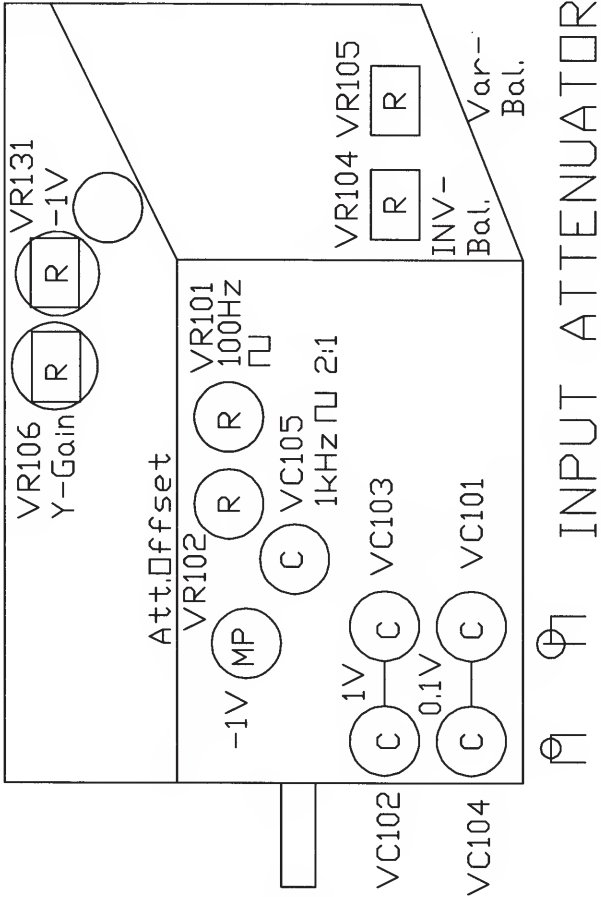 VR106
VR131
Y-Gain
R
R
-1V
Att.Offset
VR102
VR101
100Hz
-1V
MP
R
R
VC105
C
1kHz ⎍ 2:1
VR104
VR105
1V
VC102
C
C
VC103
R
R
0.1V
INV-
Bal.
VC104
C
C
VC101
Var-
Bal.
INPUT ATTENUATOR